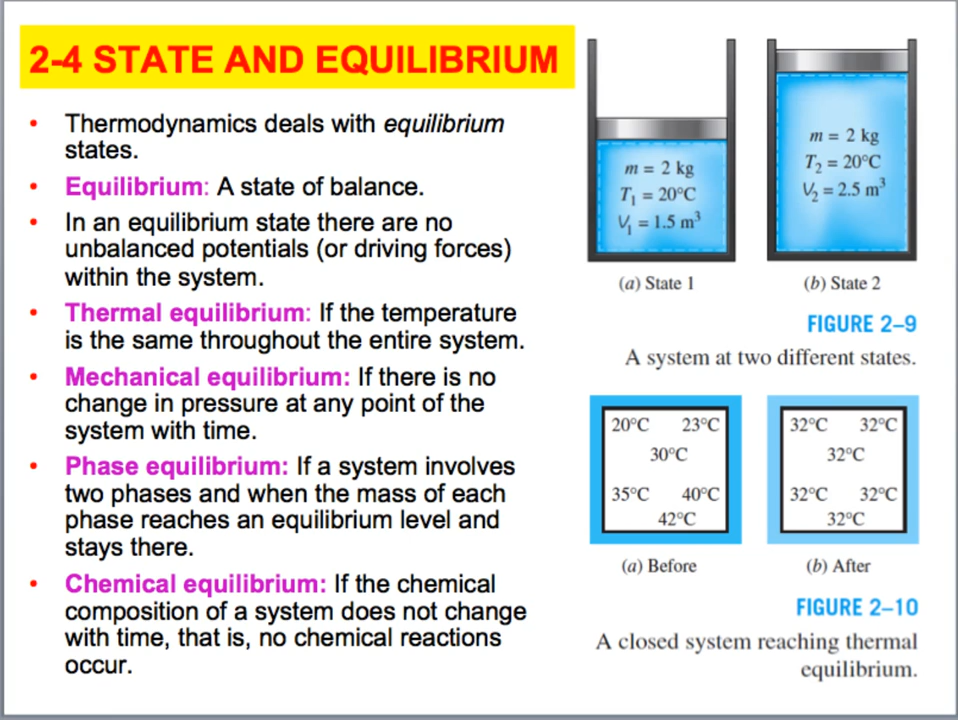 2-4 STATE AND EQUILIBRIUM
• Thermodynamics deals with equilibrium
states.
• Equilibrium: A state of balance.
• In an equilibrium state there are no
unbalanced potentials (or driving forces)
within the system.
• Thermal equilibrium: If the temperature
is the same throughout the entire system.
• Mechanical equilibrium: If there is no
change in pressure at any point of the
system with time.
• Phase equilibrium: If a system involves
two phases and when the mass of each
phase reaches an equilibrium level and
stays there.
• Chemical equilibrium: If the chemical
composition of a system does not change
with time, that is, no chemical reactions
occur.
m = 2 kg
T₁ = 20°C
V₁ = 1.5 m³
(a) State 1
m = 2 kg
T₂ = 20°C
V₂ = 2.5 m³
(b) State 2
FIGURE 2–9
A system at two different states.
20°C 23°C
30°C
35°C 40°C
42°C
(a) Before
32°C 32°C
32°C
32°C 32°C
32°C
(b) After
FIGURE 2–10
A closed system reaching thermal
equilibrium.